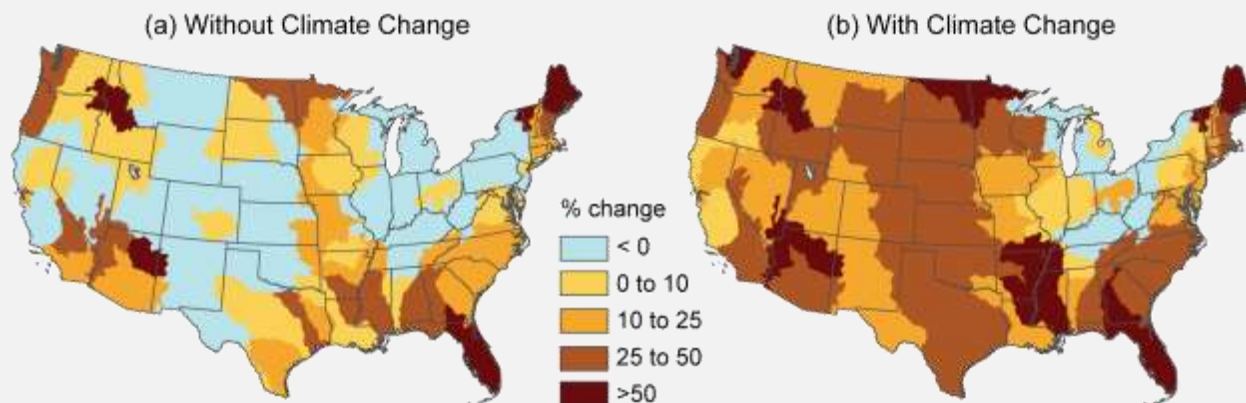 (a) Without Climate Change
(b) With Climate Change
% change
< 0
0 to 10
10 to 25
25 to 50
>50